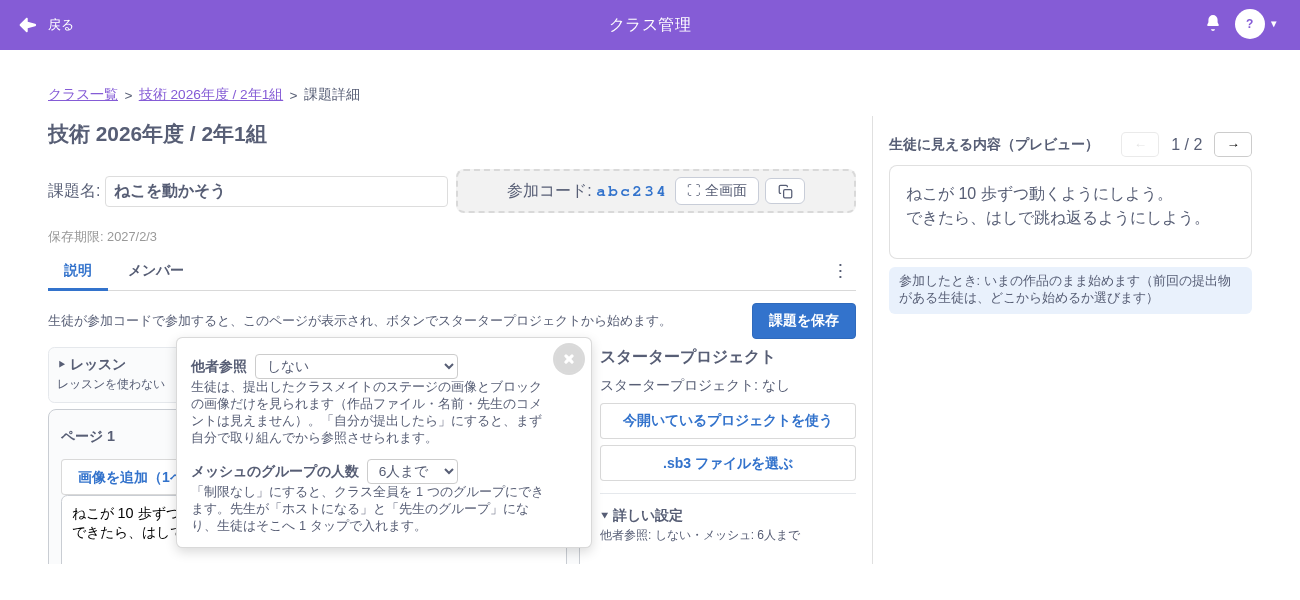 戻る
クラス管理
?
▼
クラス一覧 > 技術 2026年度 / 2年1組 > 課題詳細
技術 2026年度 / 2年1組
課題名: ねこを動かそう
参加コード: abc234 全画面
保存期限: 2027/2/3
説明 メンバー
⋮
生徒が参加コードで参加すると、このページが表示され、ボタンでスタータープロジェクトから始めます。
課題を保存
レッスン
レッスンを使わない
ページ 1
画像を追加（1
ねこが 10 歩ずつ
できたら、はし
他者参照 しない
生徒は、提出したクラスメイトのステージの画像とブロック
の画像だけを見られます（作品ファイル・名前・先生のコメ
ントは見えません）。「自分が提出したら」にすると、まず
自分で取り組んでから参照させられます。
メッシュのグループの人数 6人まで
「制限なし」にすると、クラス全員を 1 つのグループにでき
ます。先生が「ホストになる」と「先生のグループ」にな
り、生徒はそこへ 1 タップで入れます。
スタータープロジェクト
スタータープロジェクト: なし
今開いているプロジェクトを使う
.sb3 ファイルを選ぶ
詳しい設定
他者参照: しない・メッシュ: 6人まで
生徒に見える内容（プレビュー）
← 1 / 2 →
ねこが 10 歩ずつ動くようにしよう。
できたら、はしで跳ね返るようにしよう。
参加したとき: いまの作品のまま始めます（前回の提出物
がある生徒は、どこから始めるか選びます）